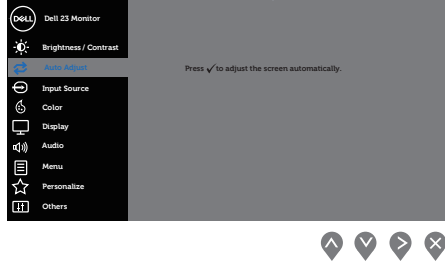 DELL
Dell 23 Monitor
Brightness / Contrast
Auto Adjust
Press ✓ to adjust the screen automatically.
Input Source
Color
Display
Audio
Menu
Personalize
Others